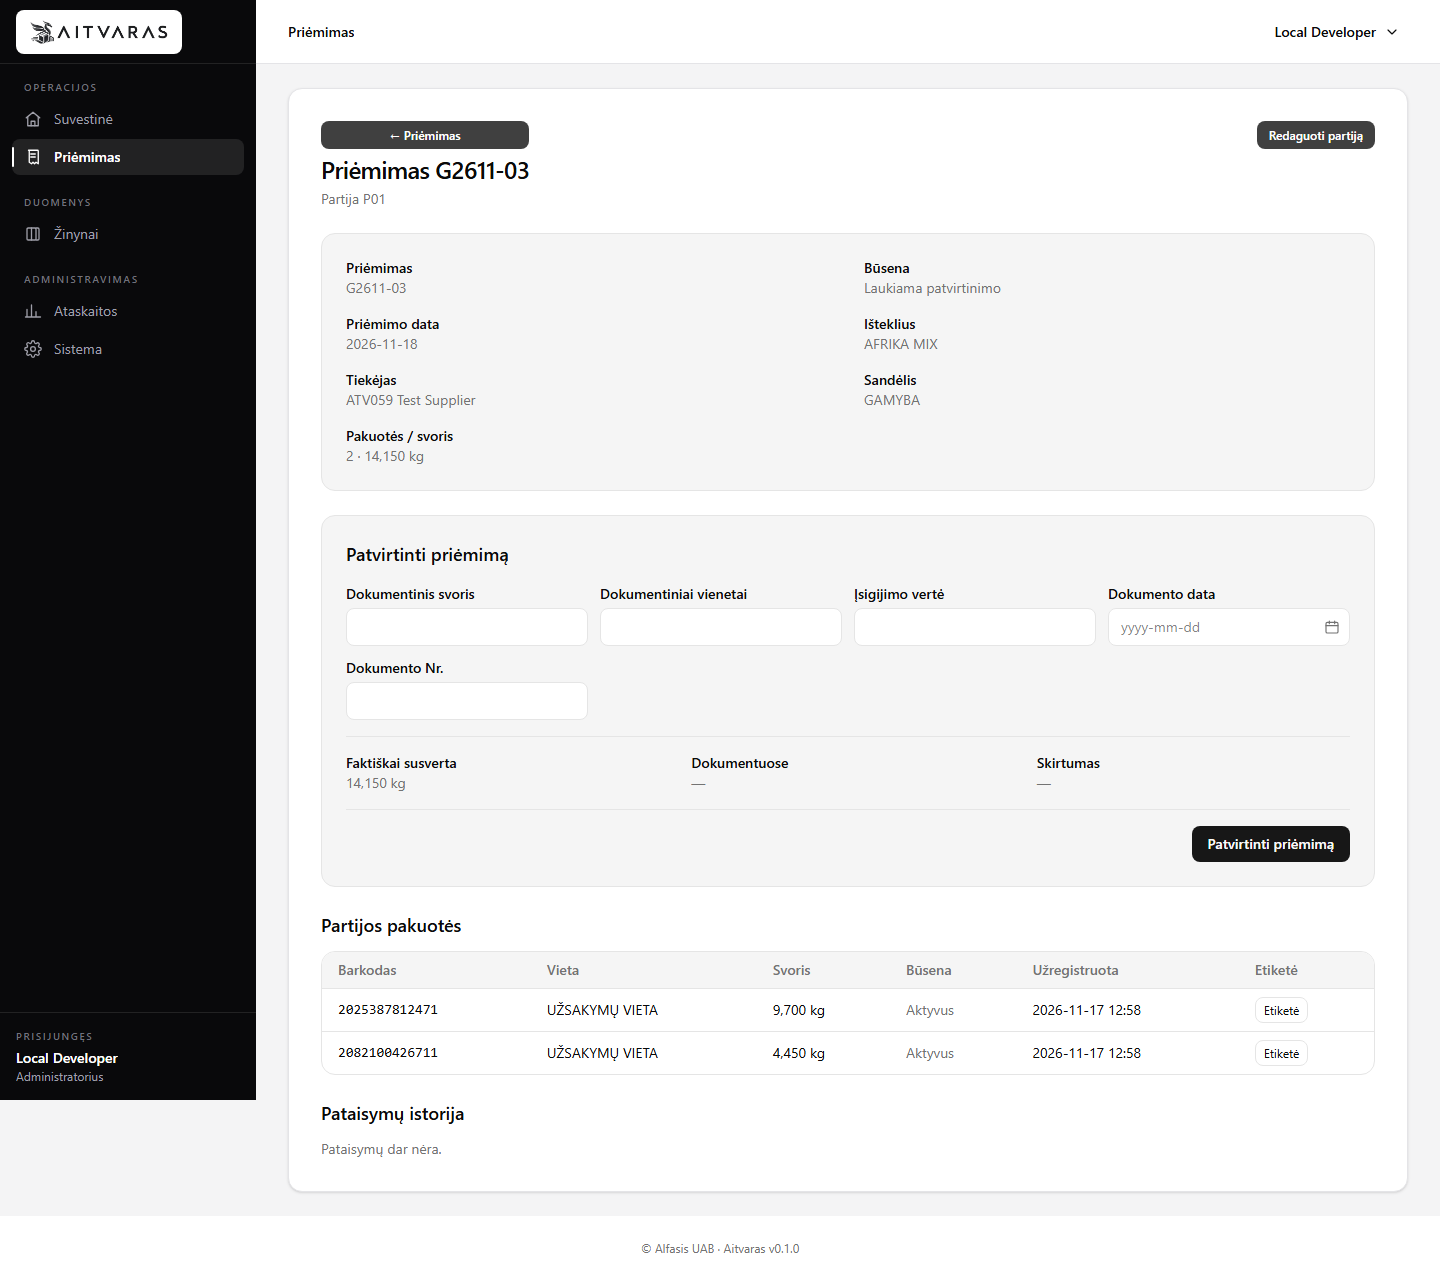 AITVARAS
Priėmimas
Local Developer
OPERACIJOS
Suvestinė
Priėmimas
DUOMENYS
Žinynai
ADMINISTRAVIMAS
Ataskaitos
Sistema
PRISIJUNGĘS
Local Developer
Administratorius
← Priėmimas
Redaguoti partiją
Priėmimas G2611-03
Partija P01
Priėmimas
G2611-03
Būsena
Laukiama patvirtinimo
Priėmimo data
2026-11-18
Išteklius
AFRIKA MIX
Tiekėjas
ATV059 Test Supplier
Sandėlis
GAMYBA
Pakuotės / svoris
2 · 14,150 kg
Patvirtinti priėmimą
Dokumentinis svoris
Dokumentiniai vienetai
Įsigijimo vertė
Dokumento data
yyyy-mm-dd
Dokumento Nr.
Faktiškai susverta
14,150 kg
Dokumentuose
—
Skirtumas
—
Patvirtinti priėmimą
Partijos pakuotės
Barkodas Vieta Svoris Būsena Užregistruota Etiketė
2025387812471 UŽSAKYMŲ VIETA 9,700 kg Aktyvus 2026-11-17 12:58 Etiketė
2082100426711 UŽSAKYMŲ VIETA 4,450 kg Aktyvus 2026-11-17 12:58 Etiketė
Pataisymų istorija
Pataisymų dar nėra.
© Alfasis UAB · Aitvaras v0.1.0